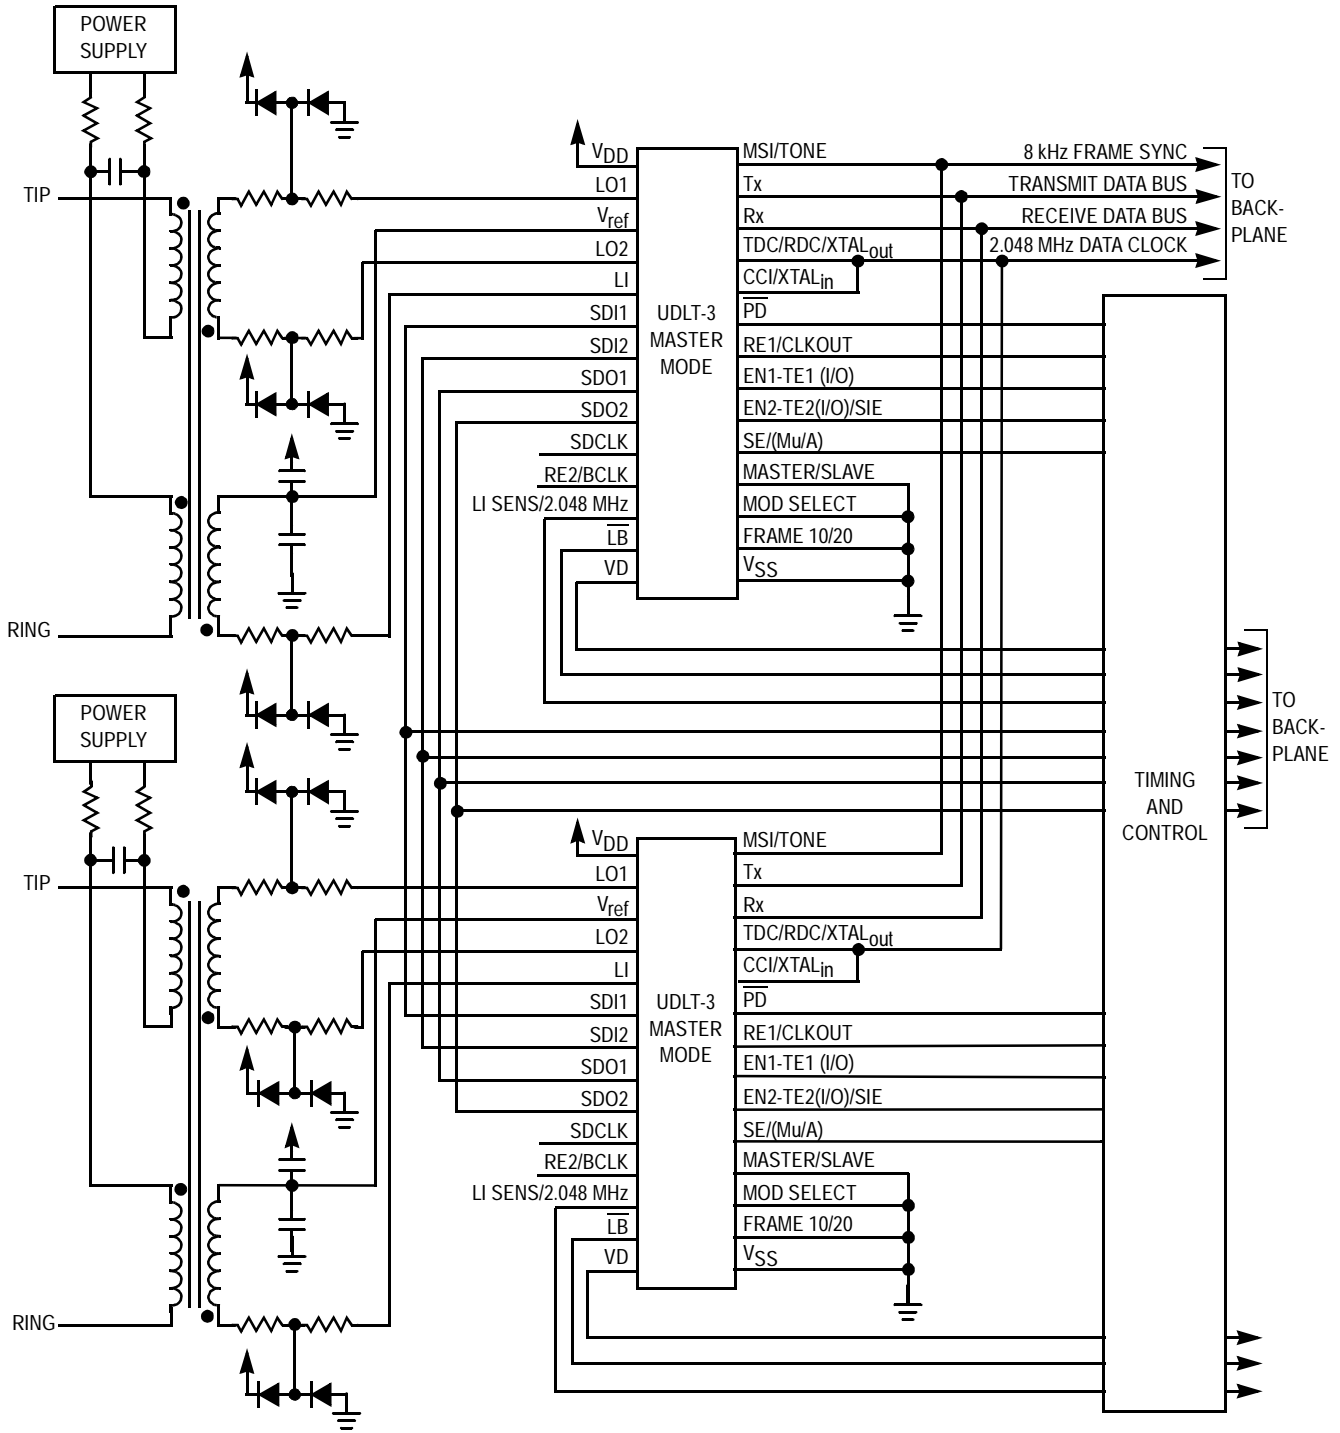 POWER
SUPPLY
TIP
RING
VDD
LO1
Vref
LO2
LI
SDI1
SDI2
SDO1
SDO2
SDCLK
RE2/BCLK
LI SENS/2.048 MHz
LB
VD
UDLT-3
MASTER
MODE
MSI/TONE
Tx
Rx
TDC/RDC/XTALout
CCI/XTALin
PD
RE1/CLKOUT
EN1-TE1 (I/O)
EN2-TE2(I/O)/SIE
SE/(Mu/A)
MASTER/SLAVE
MOD SELECT
FRAME 10/20
VSS
8 kHz FRAME SYNC
TRANSMIT DATA BUS
RECEIVE DATA BUS
2.048 MHz DATA CLOCK
TO
BACK-
PLANE
TO
BACK-
PLANE
TIMING
AND
CONTROL
POWER
SUPPLY
TIP
RING
VDD
LO1
Vref
LO2
LI
SDI1
SDI2
SDO1
SDO2
SDCLK
RE2/BCLK
LI SENS/2.048 MHz
LB
VD
UDLT-3
MASTER
MODE
MSI/TONE
Tx
Rx
TDC/RDC/XTALout
CCI/XTALin
PD
RE1/CLKOUT
EN1-TE1 (I/O)
EN2-TE2(I/O)/SIE
SE/(Mu/A)
MASTER/SLAVE
MOD SELECT
FRAME 10/20
VSS